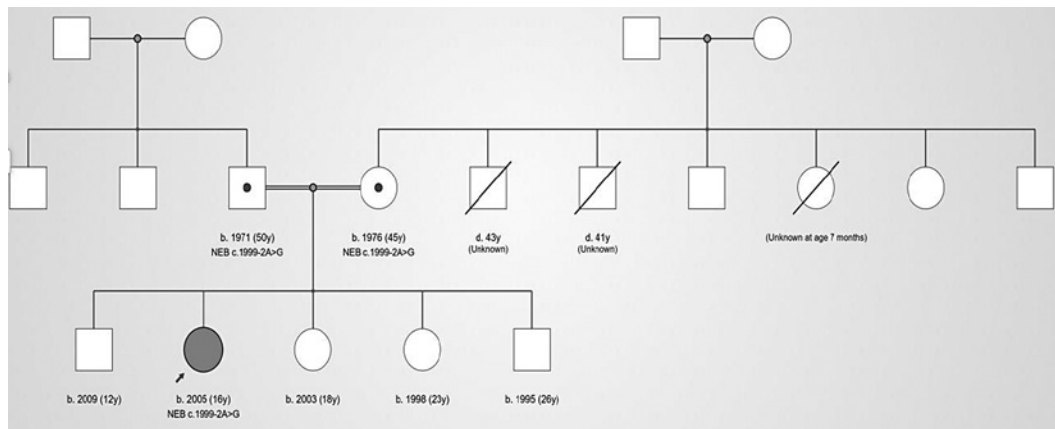 b. 1971 (50y)
NEB c.1999-2A>G
b. 1976 (45y)
NEB c.1999-2A>G
d. 43y
(Unknown)
d. 41y
(Unknown)
(Unknown at age 7 months)
b. 2009 (12y)
b. 2005 (16y)
NEB c.1999-2A>G
b. 2003 (18y)
b. 1998 (23y)
b. 1995 (26y)